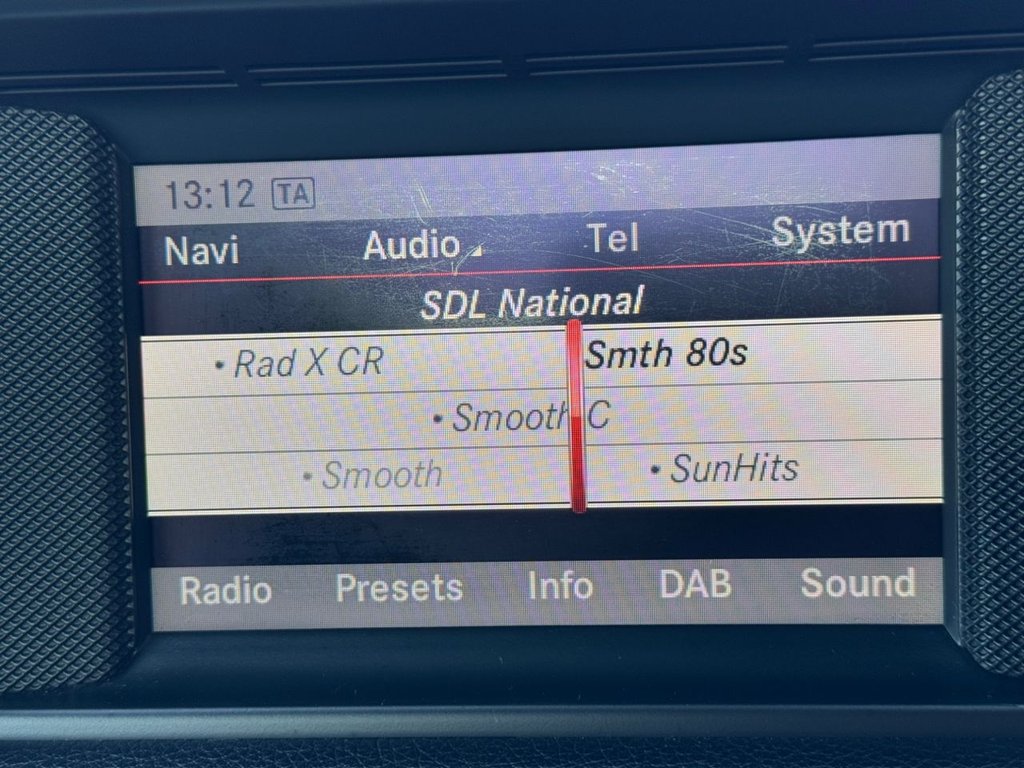 13:12 TA
Navi Audio Tel System
SDL National
• Rad X CR Smth 80s
• Smooth C
• Smooth • SunHits
Radio Presets Info DAB Sound